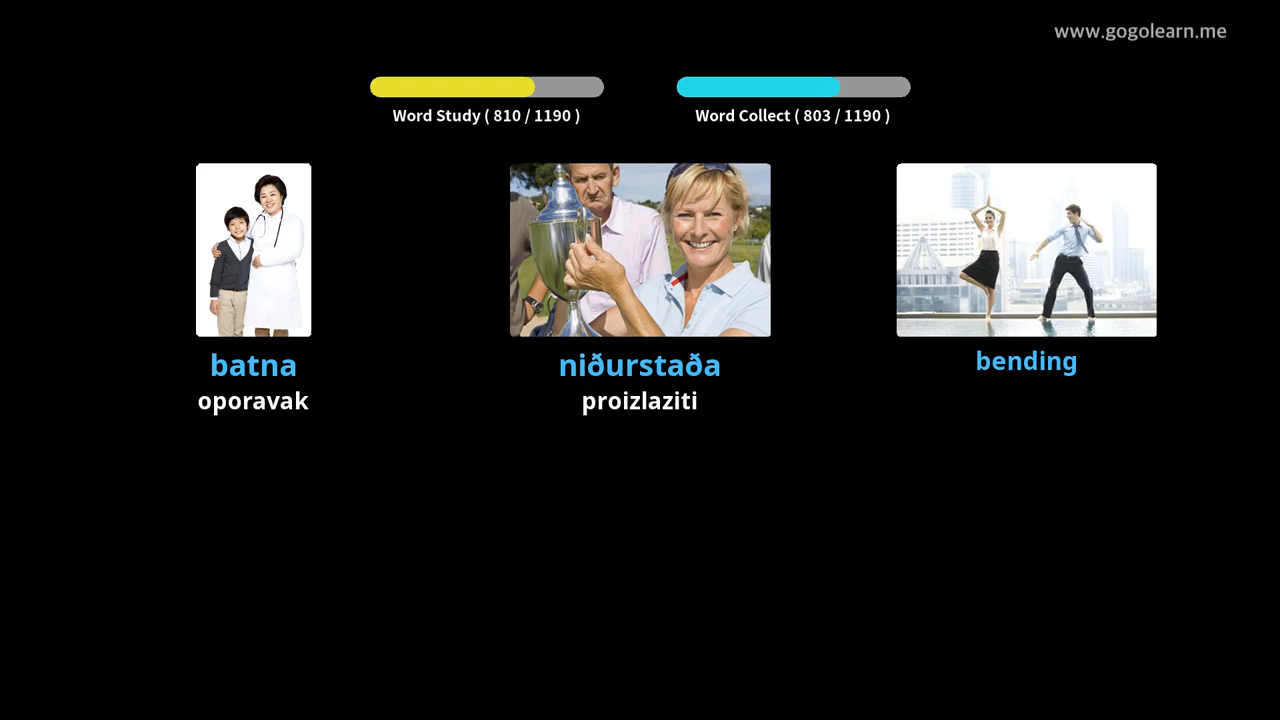 www.gogolearn.me
Word Study ( 810 / 1190 )
Word Collect ( 803 / 1190 )
batna
oporavak
niðurstaða
proizlaziti
bending